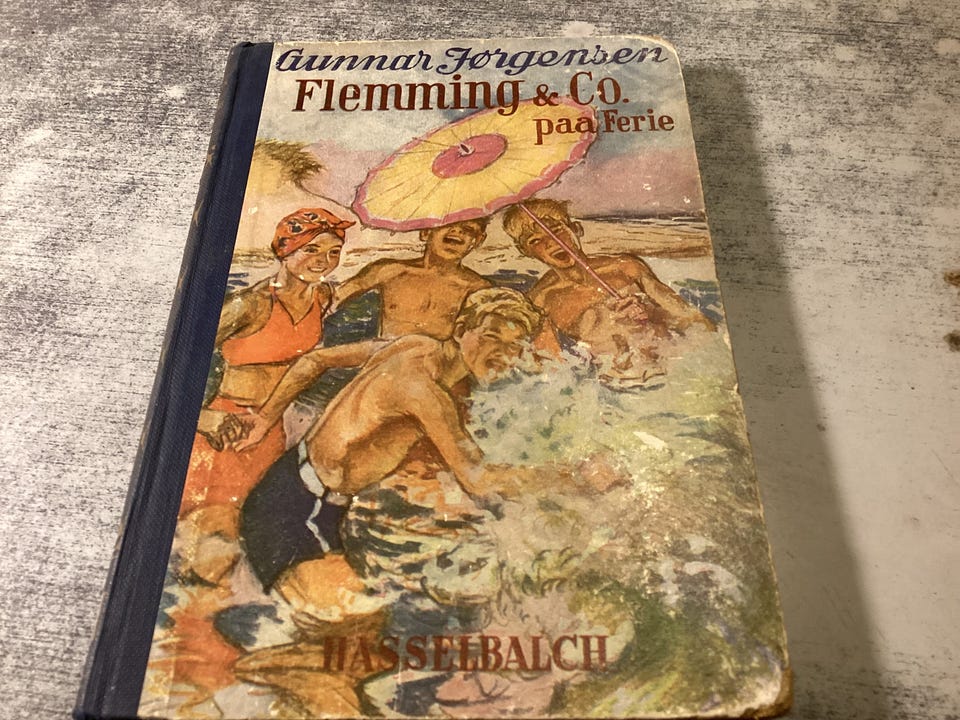 Gunnar Jørgensen
Flemming & Co.
paa Ferie
HASSELBALCH